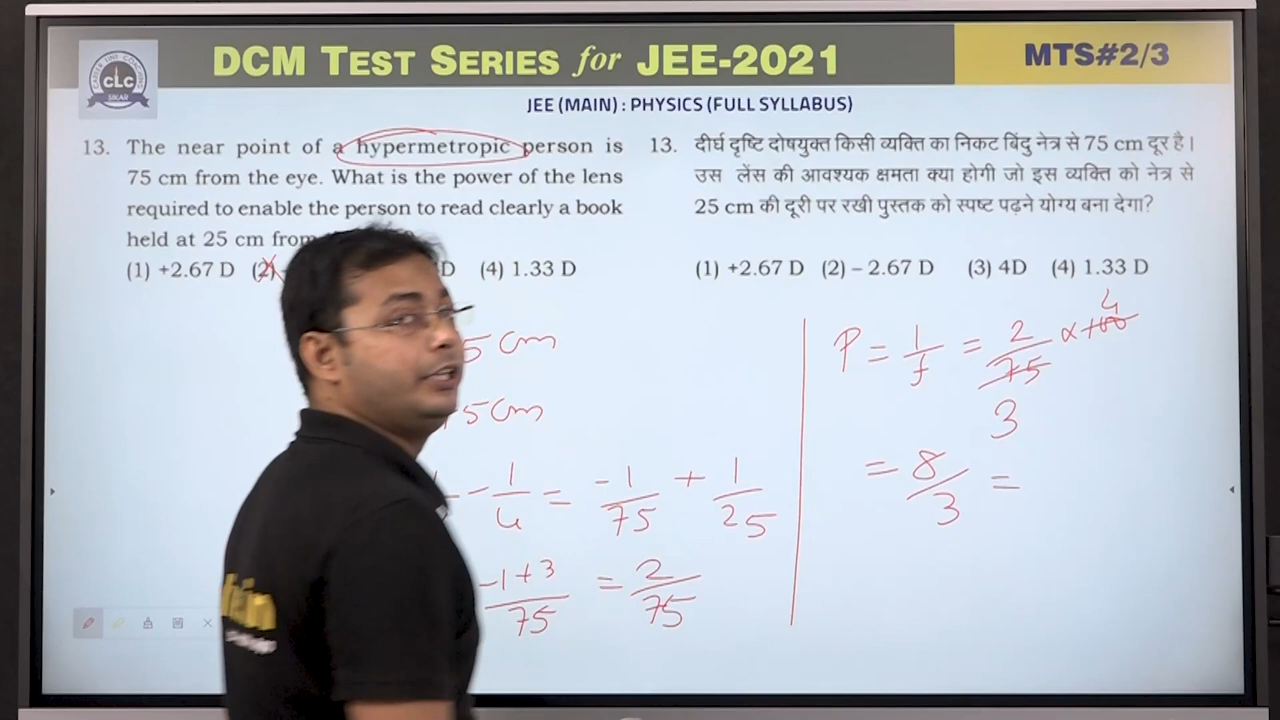 DCM TEST SERIES for JEE-2021
MTS#2/3
CLC
SIKAR
JEE (MAIN) : PHYSICS (FULL SYLLABUS)
13. The near point of a hypermetropic person is
75 cm from the eye. What is the power of the lens
required to enable the person to read clearly a book
held at 25 cm from
(1) +2.67 D (2) D (4) 1.33 D
13. दीर्घ दृष्टि दोषयुक्त किसी व्यक्ति का निकट बिंदु नेत्र से 75 cm दूर है।
उस लेंस की आवश्यक क्षमता क्या होगी जो इस व्यक्ति को नेत्र से
25 cm की दूरी पर रखी पुस्तक को स्पष्ट पढ़ने योग्य बना देगा?
(1) +2.67 D (2) – 2.67 D (3) 4D (4) 1.33 D
5 cm
5 cm
- 1/u = -1/75 + 1/25
-1+3/75 = 2/75
P = 1/f = 2/75 × 100 4
3
= 8/3 =